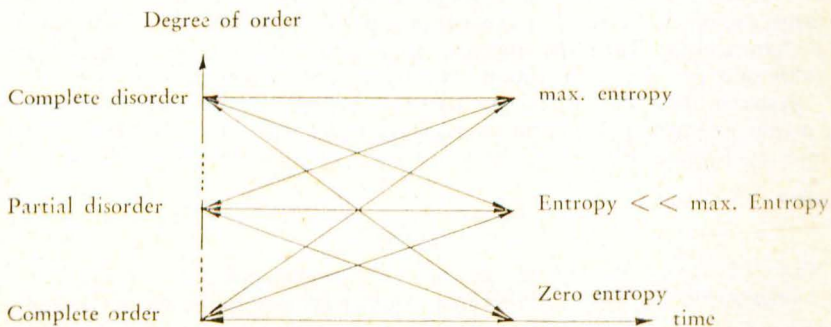 Degree of order
Complete disorder
max. entropy
Partial disorder
Entropy < < max. Entropy
Zero entropy
Complete order
time